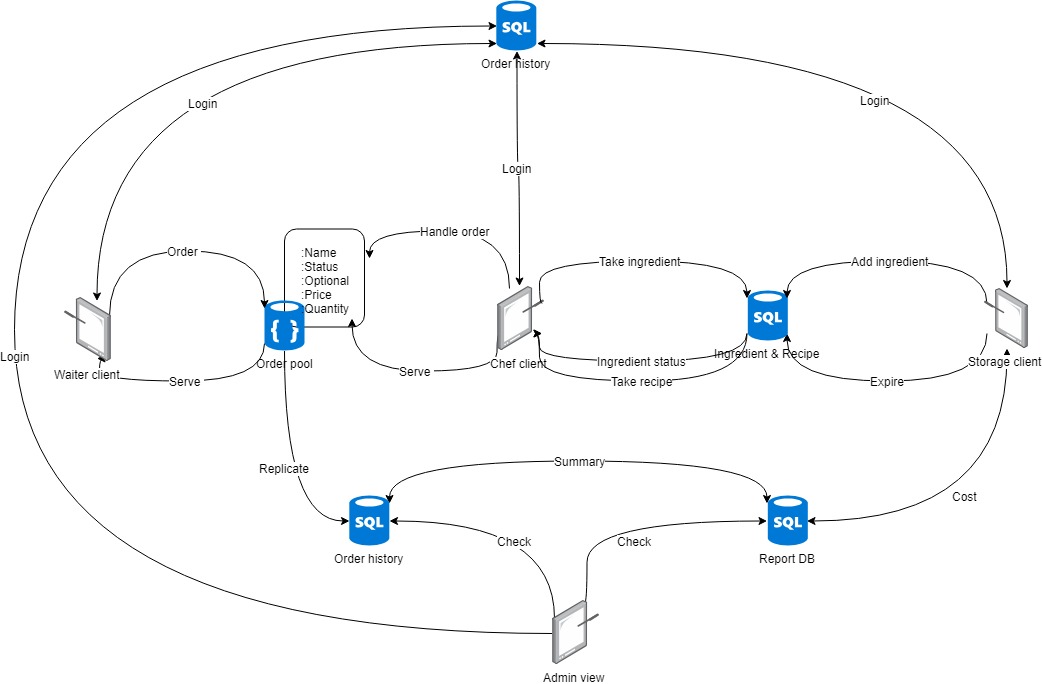 SQL
Order history
Login
Login
Login
Handle order
Order
:Name
:Status
:Optional
:Price
:Quantity
Take ingredient
Add ingredient
SQL
{ }
Ingredient & Recipe
Order pool
Chef client
Ingredient status
Storage client
Login
Waiter client
Serve
Serve
Take recipe
Expire
Summary
Replicate
Cost
SQL
SQL
Check
Check
Order history
Report DB
Admin view